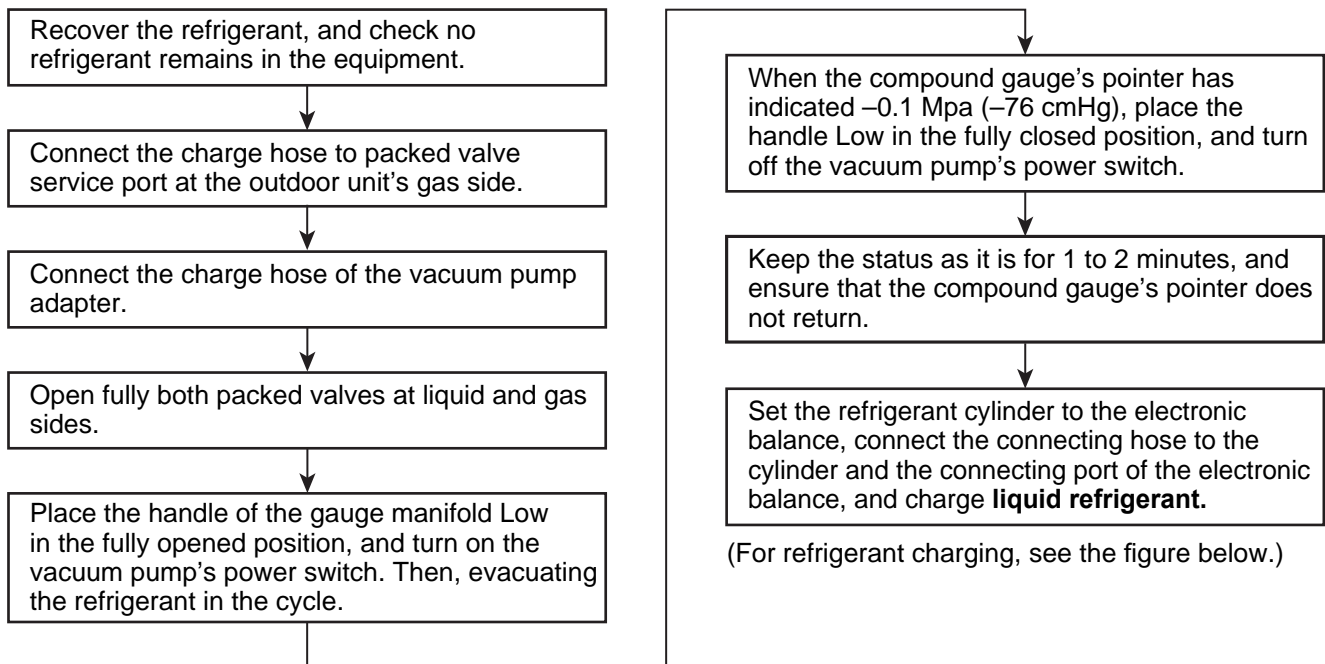 Recover the refrigerant, and check no
refrigerant remains in the equipment.
Connect the charge hose to packed valve
service port at the outdoor unit's gas side.
Connect the charge hose of the vacuum pump
adapter.
Open fully both packed valves at liquid and gas
sides.
Place the handle of the gauge manifold Low
in the fully opened position, and turn on the
vacuum pump's power switch. Then, evacuating
the refrigerant in the cycle.
When the compound gauge's pointer has
indicated –0.1 Mpa (–76 cmHg), place the
handle Low in the fully closed position, and turn
off the vacuum pump's power switch.
Keep the status as it is for 1 to 2 minutes, and
ensure that the compound gauge's pointer does
not return.
Set the refrigerant cylinder to the electronic
balance, connect the connecting hose to the
cylinder and the connecting port of the electronic
balance, and charge liquid refrigerant.
(For refrigerant charging, see the figure below.)